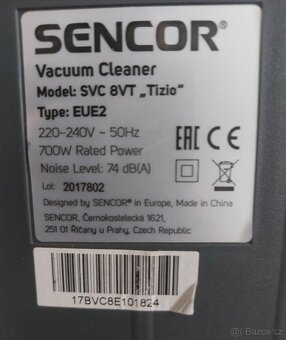 SENCOR®
Vacuum Cleaner
Model: SVC 8VT „Tizio"
Type: EUE2
220–240V ~ 50Hz
700W Rated Power
Noise Level: 74 dB(A)
Lot: 2017802
EAC CE
Designed by SENCOR® in Europe, Made in China
SENCOR, Černokostelecká 1621,
251 01 Říčany u Prahy, Czech Republic
17BVC8E101824